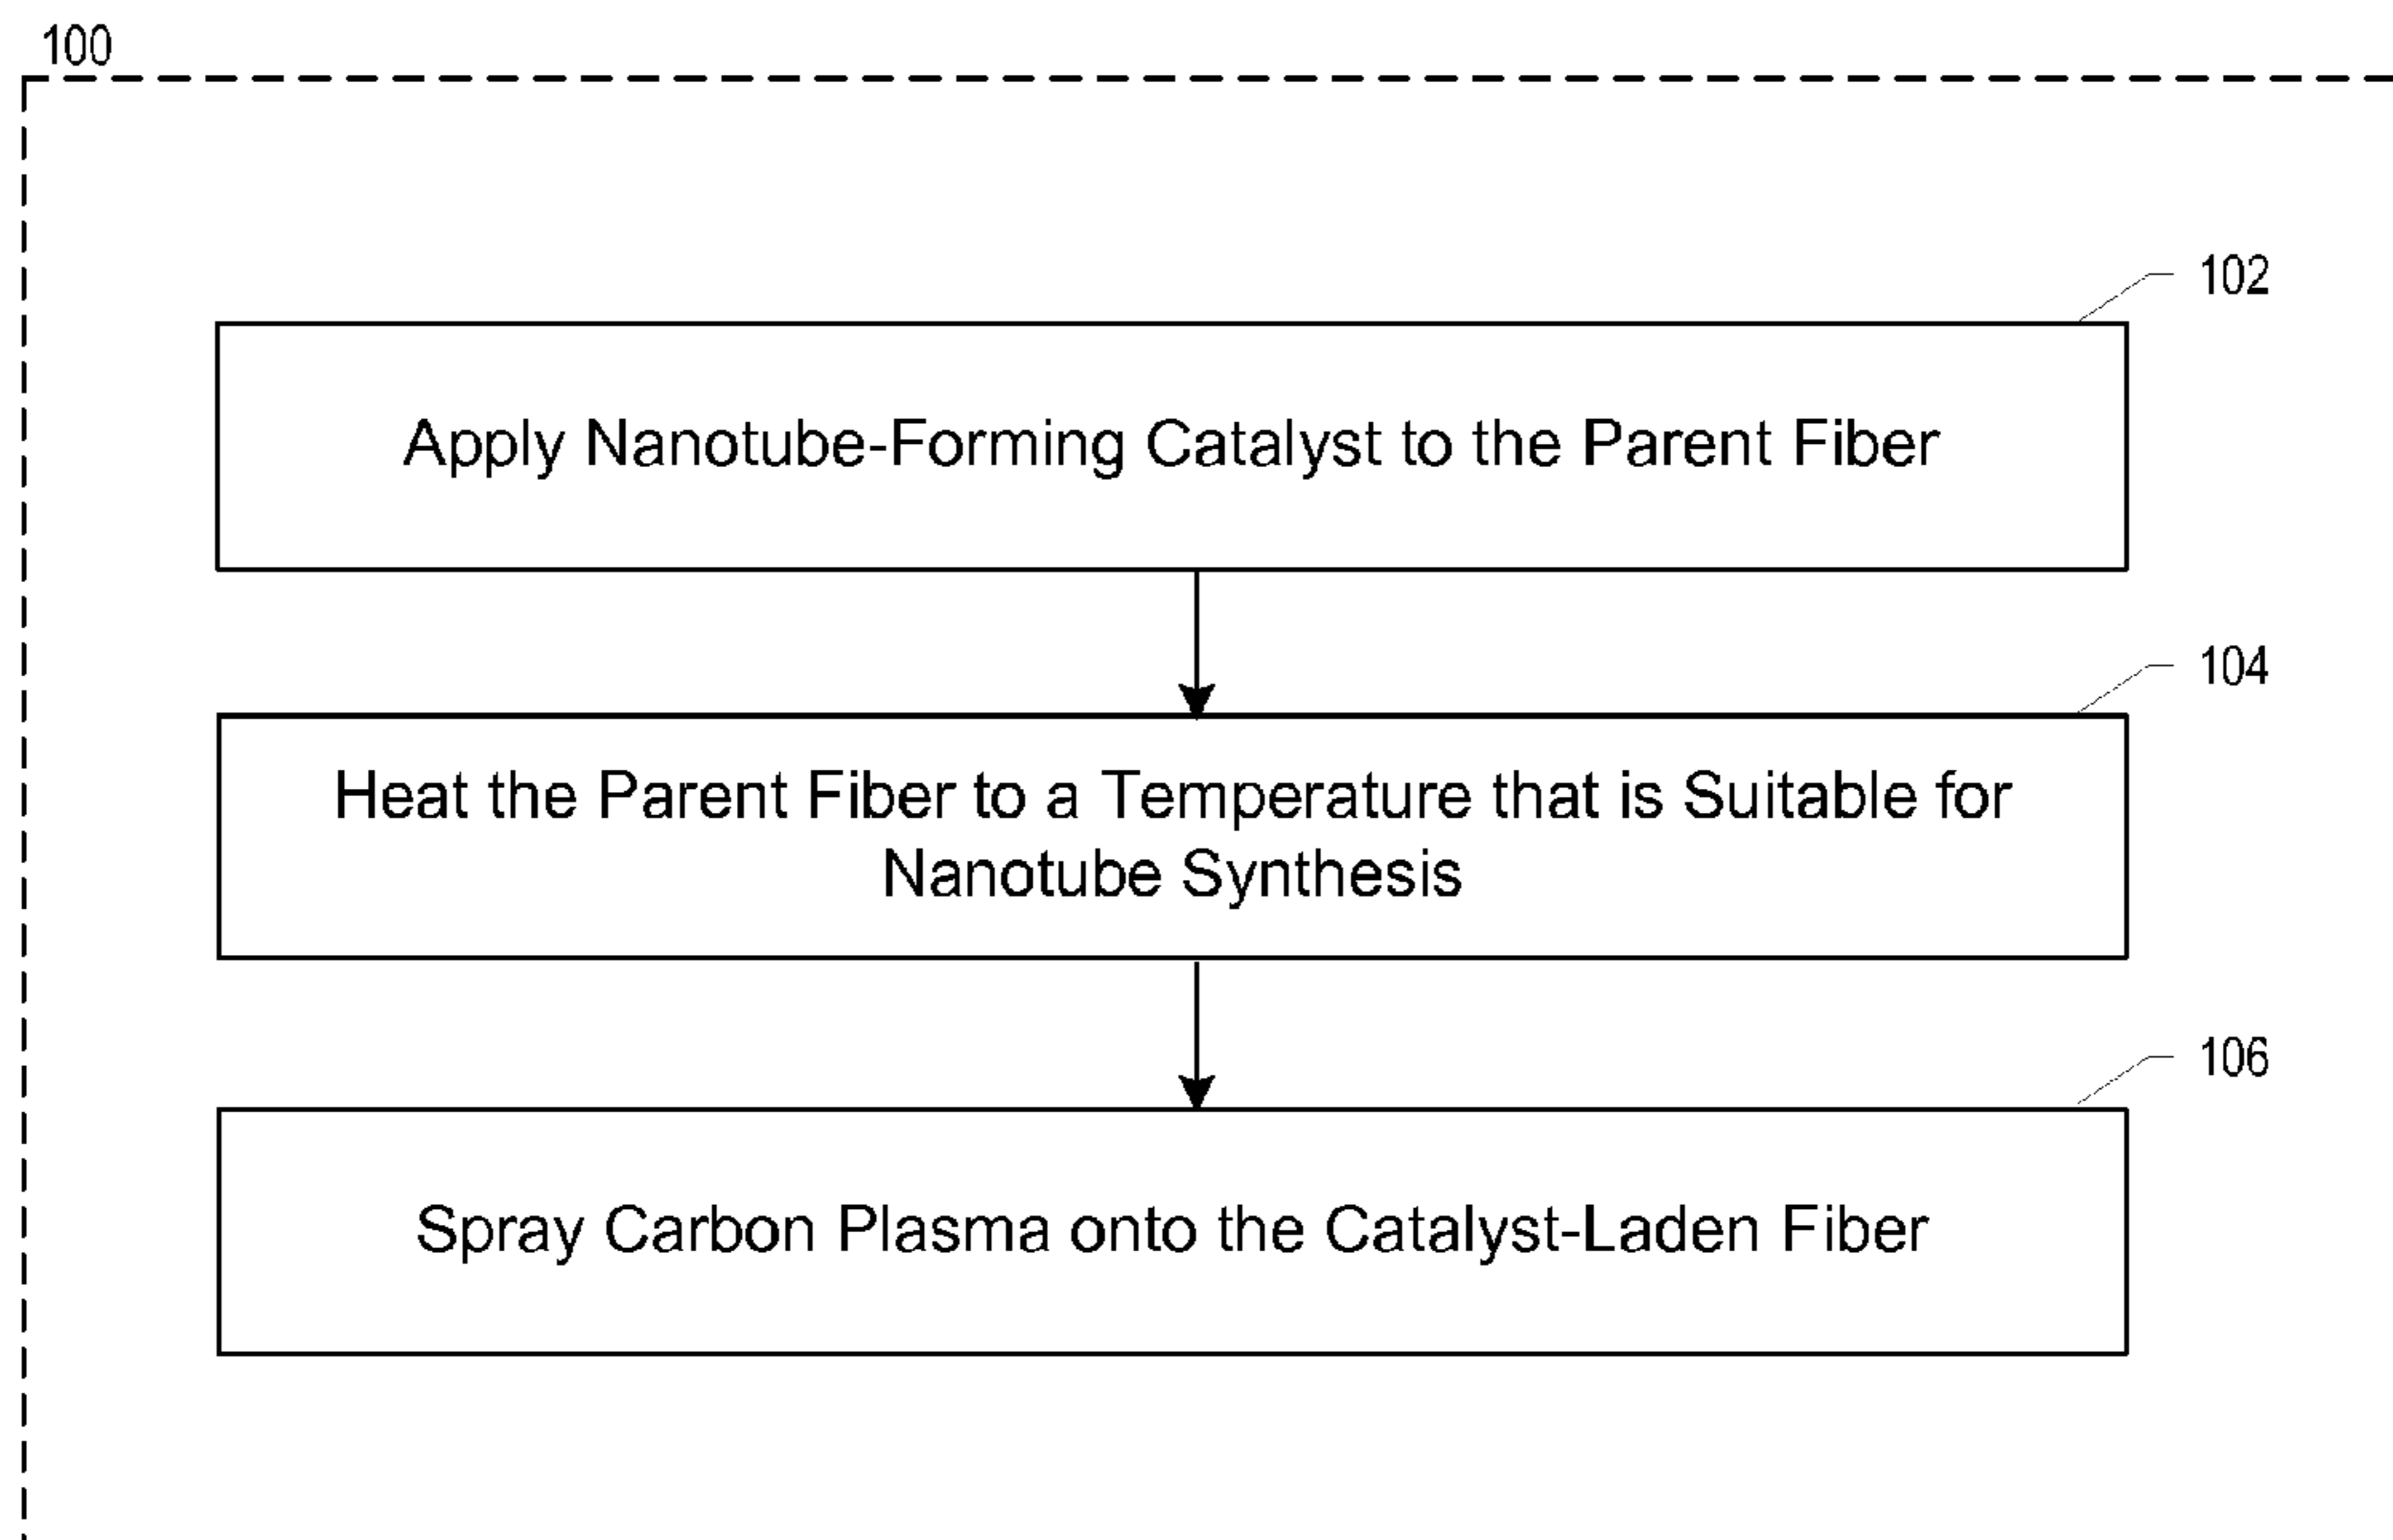 100
102
Apply Nanotube-Forming Catalyst to the Parent Fiber
104
Heat the Parent Fiber to a Temperature that is Suitable for
Nanotube Synthesis
106
Spray Carbon Plasma onto the Catalyst-Laden Fiber